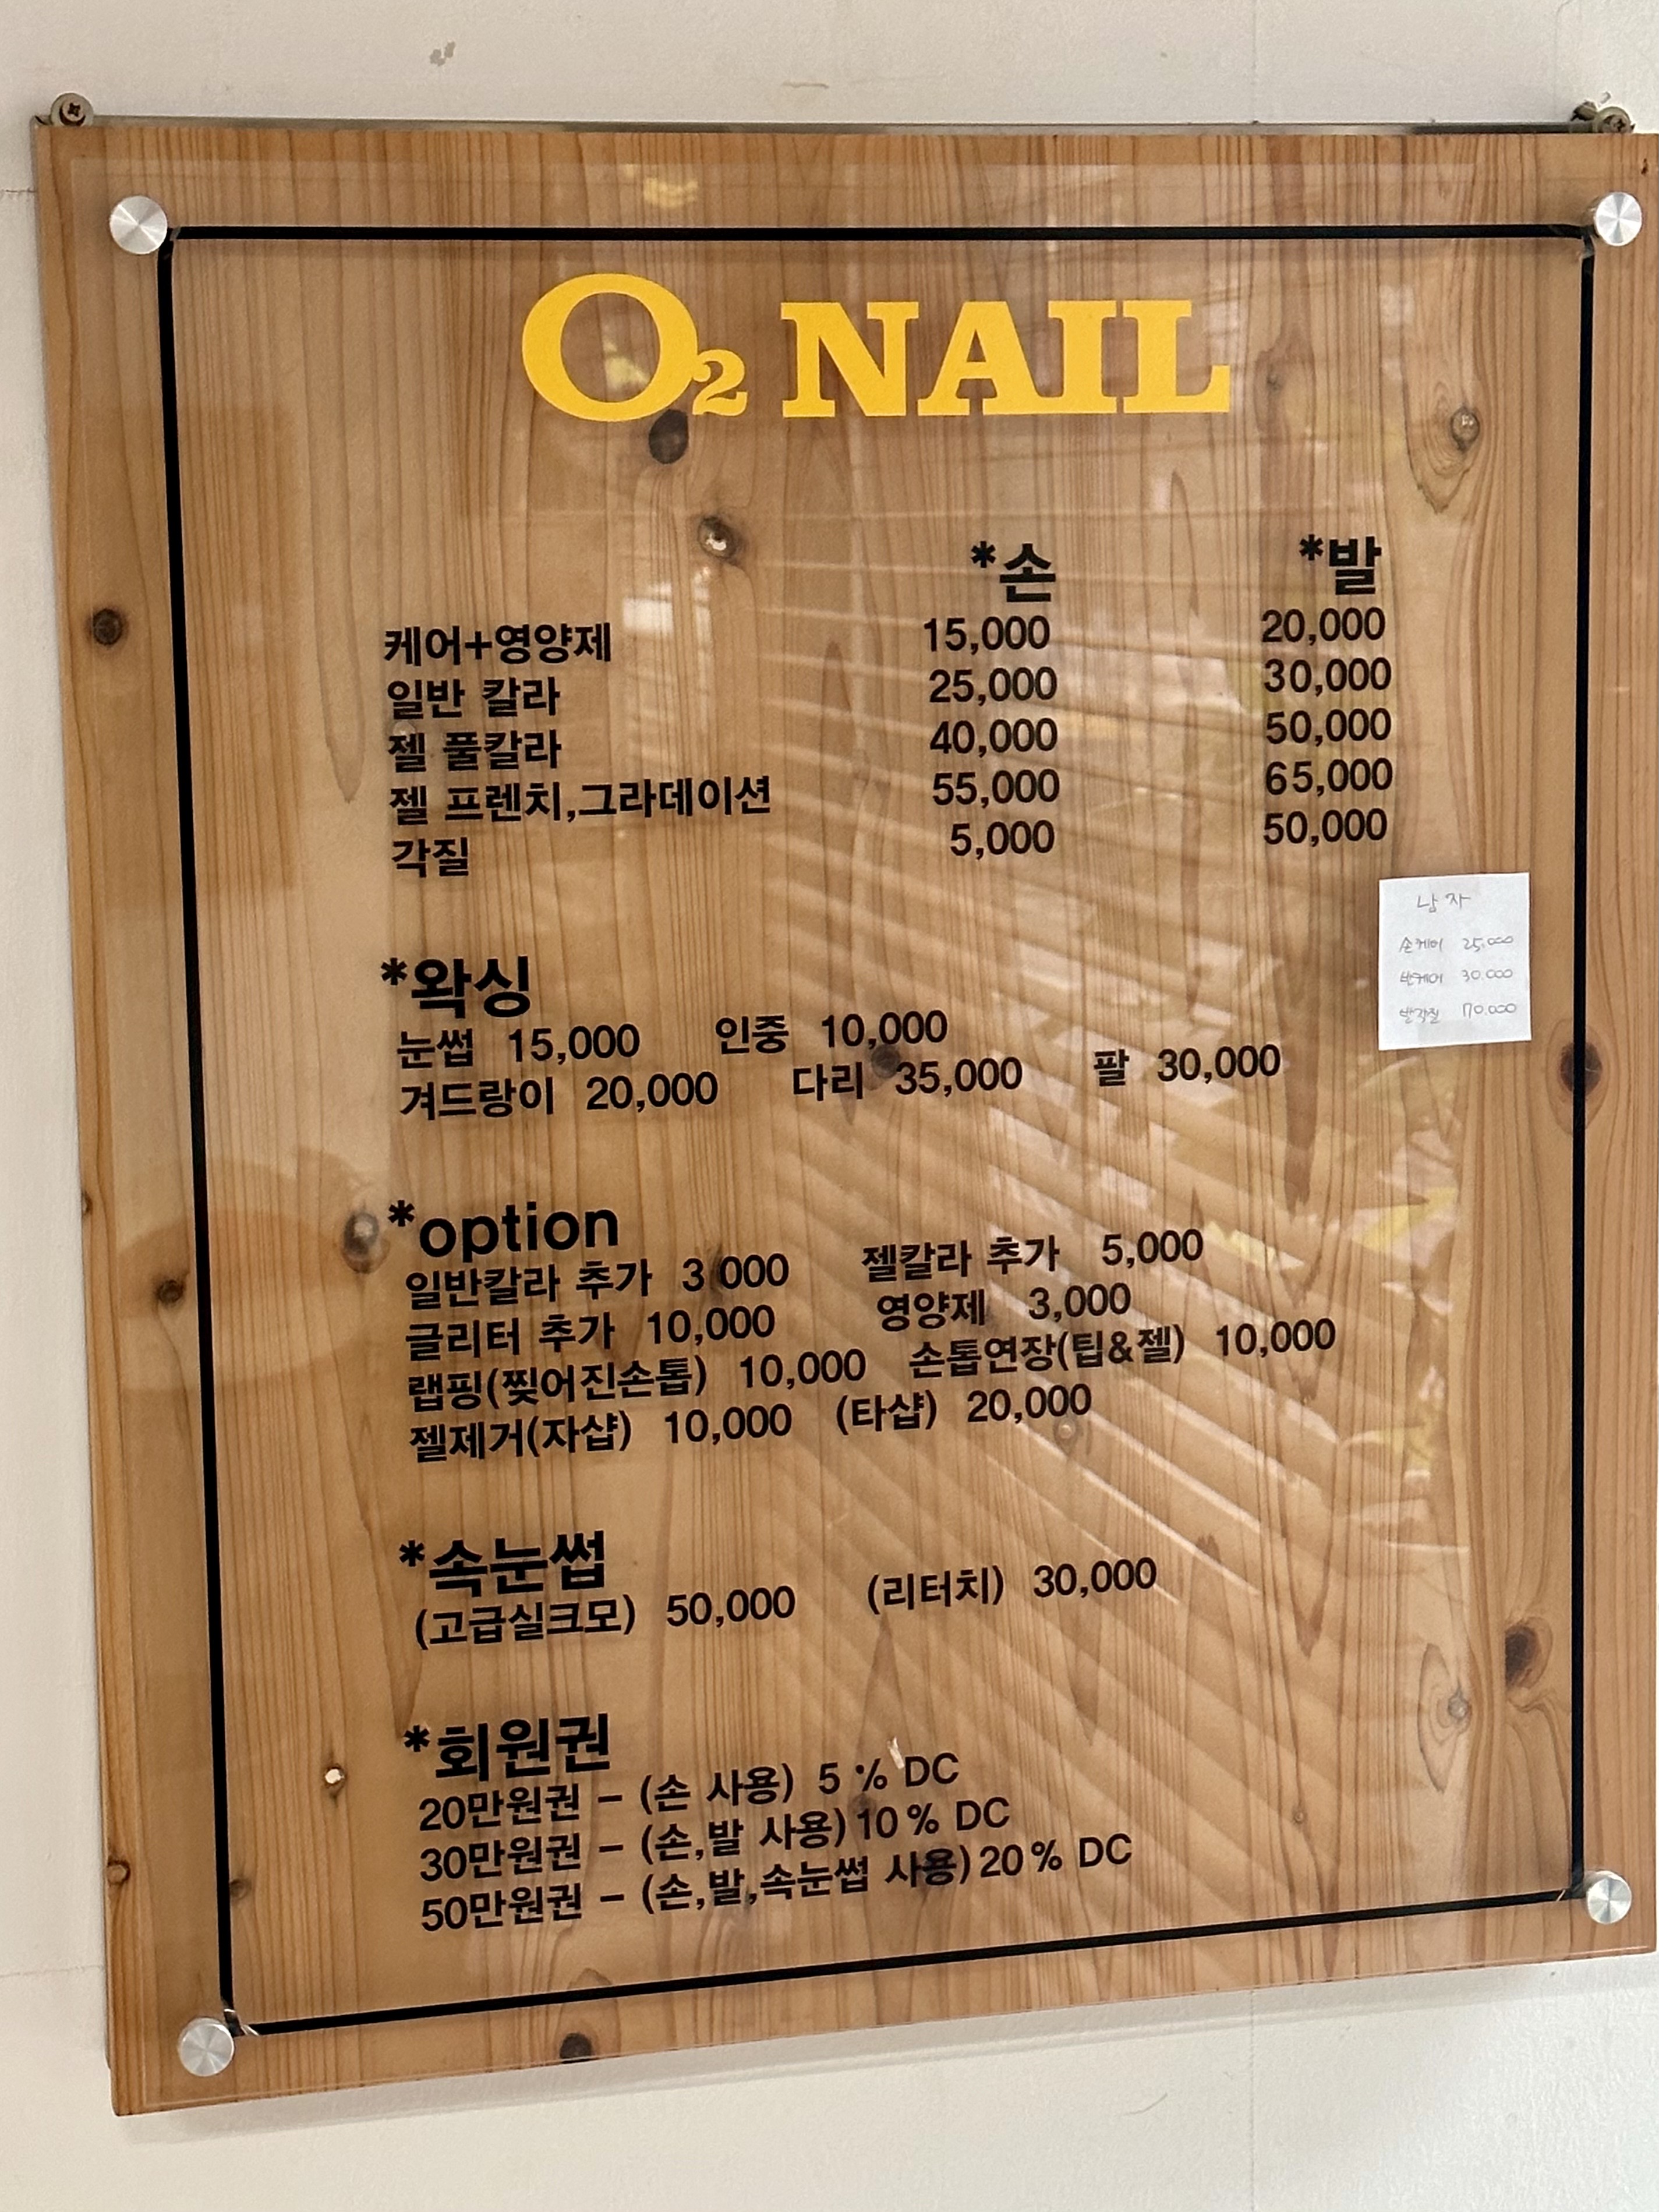 O2 NAIL
*손 *발
케어+영양제 15,000 20,000
일반 칼라 25,000 30,000
젤 풀칼라 40,000 50,000
젤 프렌치,그라데이션 55,000 65,000
각질 5,000 50,000
남자
손케어 25,000
발케어 30.000
발각질 70.000
*왁싱
눈썹 15,000 인중 10,000
겨드랑이 20,000 다리 35,000 팔 30,000
*option
일반칼라 추가 3 000 젤칼라 추가 5,000
글리터 추가 10,000 영양제 3,000
랩핑(찢어진손톱) 10,000 손톱연장(팁&젤) 10,000
젤제거(자샵) 10,000 (타샵) 20,000
*속눈썹
(고급실크모) 50,000 (리터치) 30,000
*회원권
20만원권 – (손 사용) 5 % DC
30만원권 – (손,발 사용) 10 % DC
50만원권 – (손,발,속눈썹 사용) 20 % DC